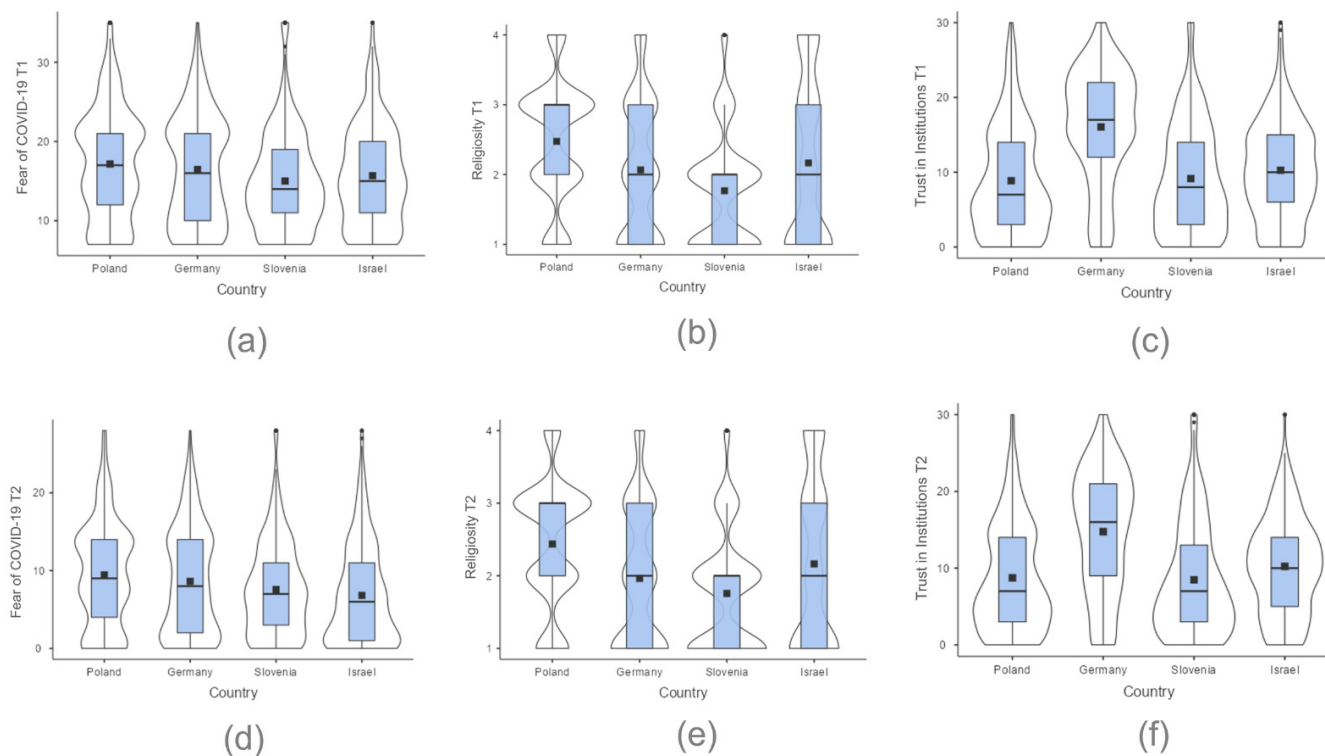 Fear of COVID-19 T1
30
20
10
Poland Germany Slovenia Israel
Country
(a)
Religiosity T1
4
3
2
1
Poland Germany Slovenia Israel
Country
(b)
Trust in Institutions T1
30
20
10
0
Poland Germany Slovenia Israel
Country
(c)
Fear of COVID-19 T2
20
10
0
Poland Germany Slovenia Israel
Country
(d)
Religiosity T2
4
3
2
1
Poland Germany Slovenia Israel
Country
(e)
Trust in Institutions T2
30
20
10
0
Poland Germany Slovenia Israel
Country
(f)